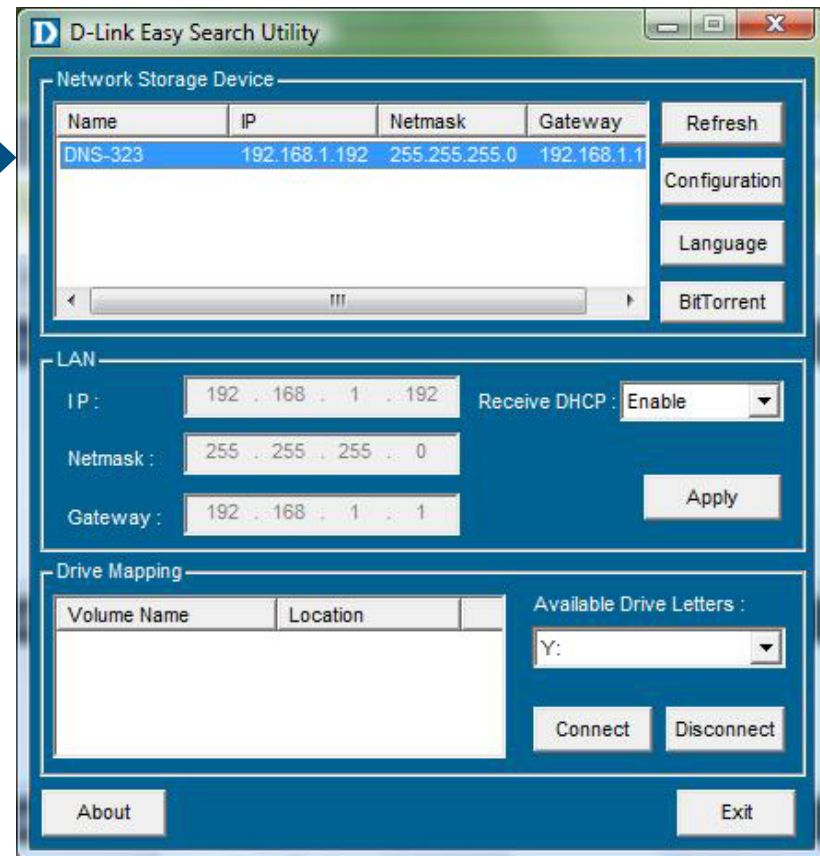 D-Link Easy Search Utility
Network Storage Device
Name IP Netmask Gateway
DNS-323 192.168.1.192 255.255.255.0 192.168.1.1
Refresh
Configuration
Language
BitTorrent
LAN
IP: 192 . 168 . 1 . 192 Receive DHCP : Enable
Netmask : 255 . 255 . 255 . 0
Gateway : 192 . 168 . 1 . 1
Apply
Drive Mapping
Volume Name Location
Available Drive Letters :
Y:
Connect Disconnect
About Exit